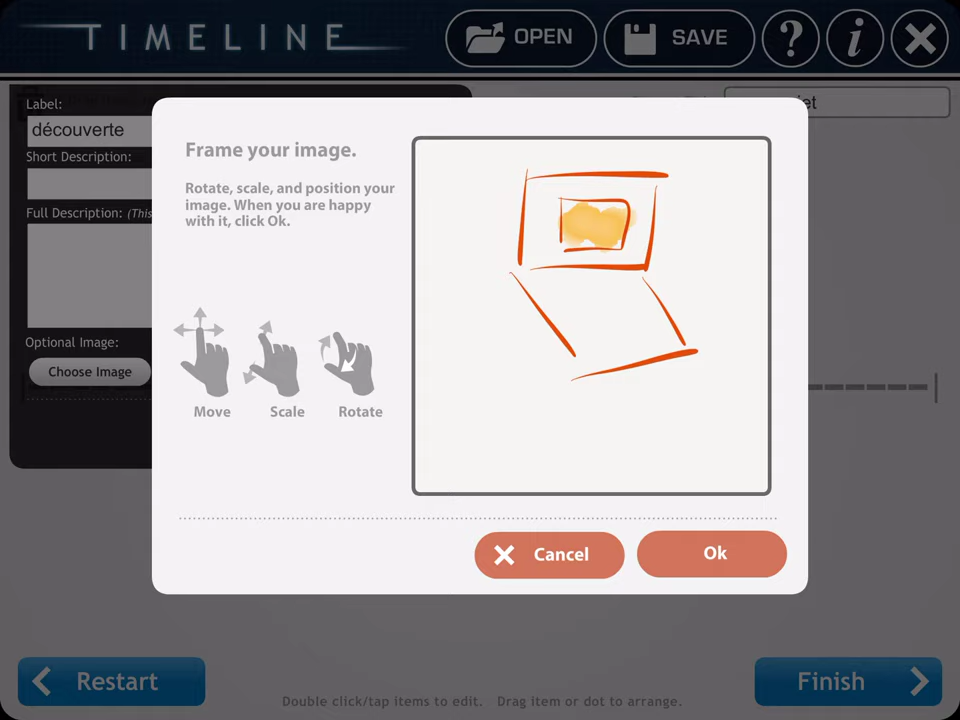 TIMELINE
OPEN
SAVE
?
i
Label:
découverte
Short Description:
Full Description: (This
Optional Image:
Choose Image
Frame your image.
Rotate, scale, and position your
image. When you are happy
with it, click Ok.
Move Scale Rotate
Cancel
Ok
Restart
Double click/tap items to edit. Drag item or dot to arrange.
Finish